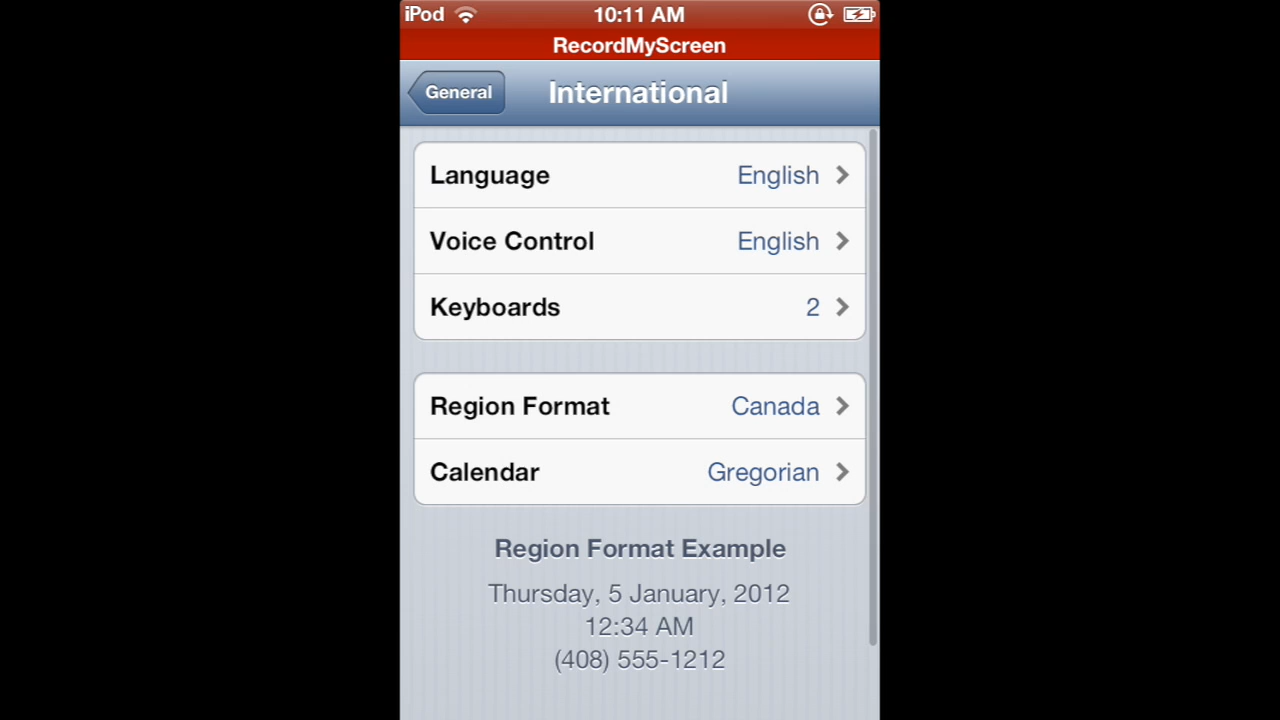 iPod 10:11 AM
RecordMyScreen
General International
Language English
Voice Control English
Keyboards 2
Region Format Canada
Calendar Gregorian
Region Format Example
Thursday, 5 January, 2012
12:34 AM
(408) 555-1212